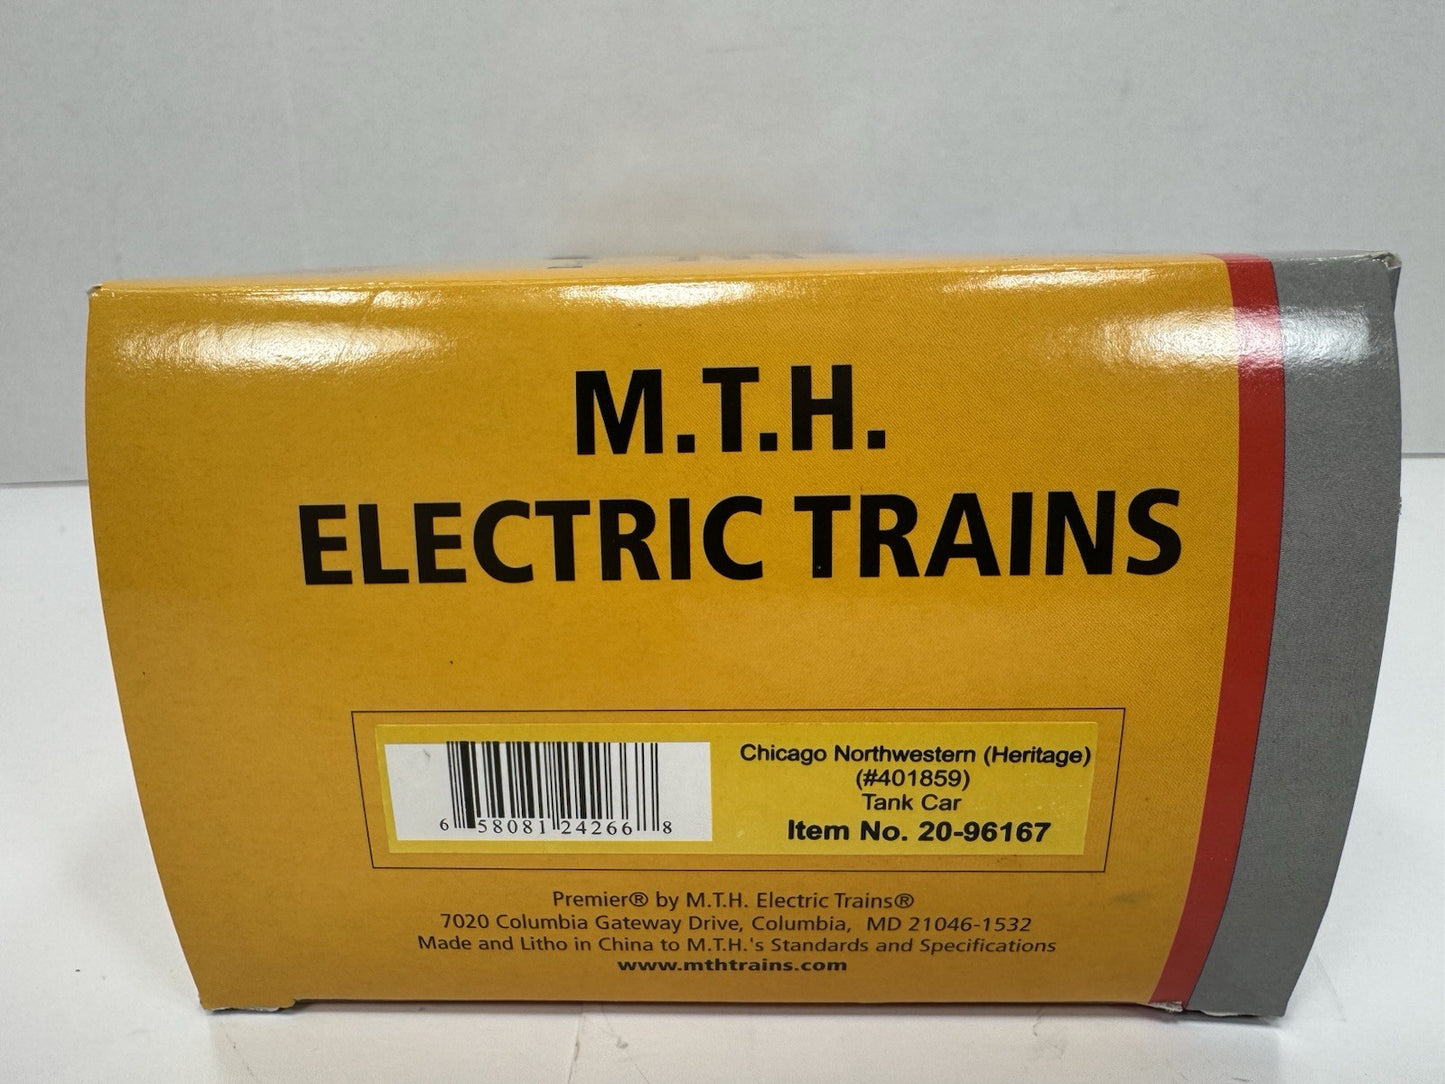 M.T.H.
ELECTRIC TRAINS
Chicago Northwestern (Heritage)
(#401859)
Tank Car
Item No. 20-96167
6 58081 24266 8
Premier® by M.T.H. Electric Trains®
7020 Columbia Gateway Drive, Columbia, MD 21046-1532
Made and Litho in China to M.T.H.'s Standards and Specifications
www.mthtrains.com